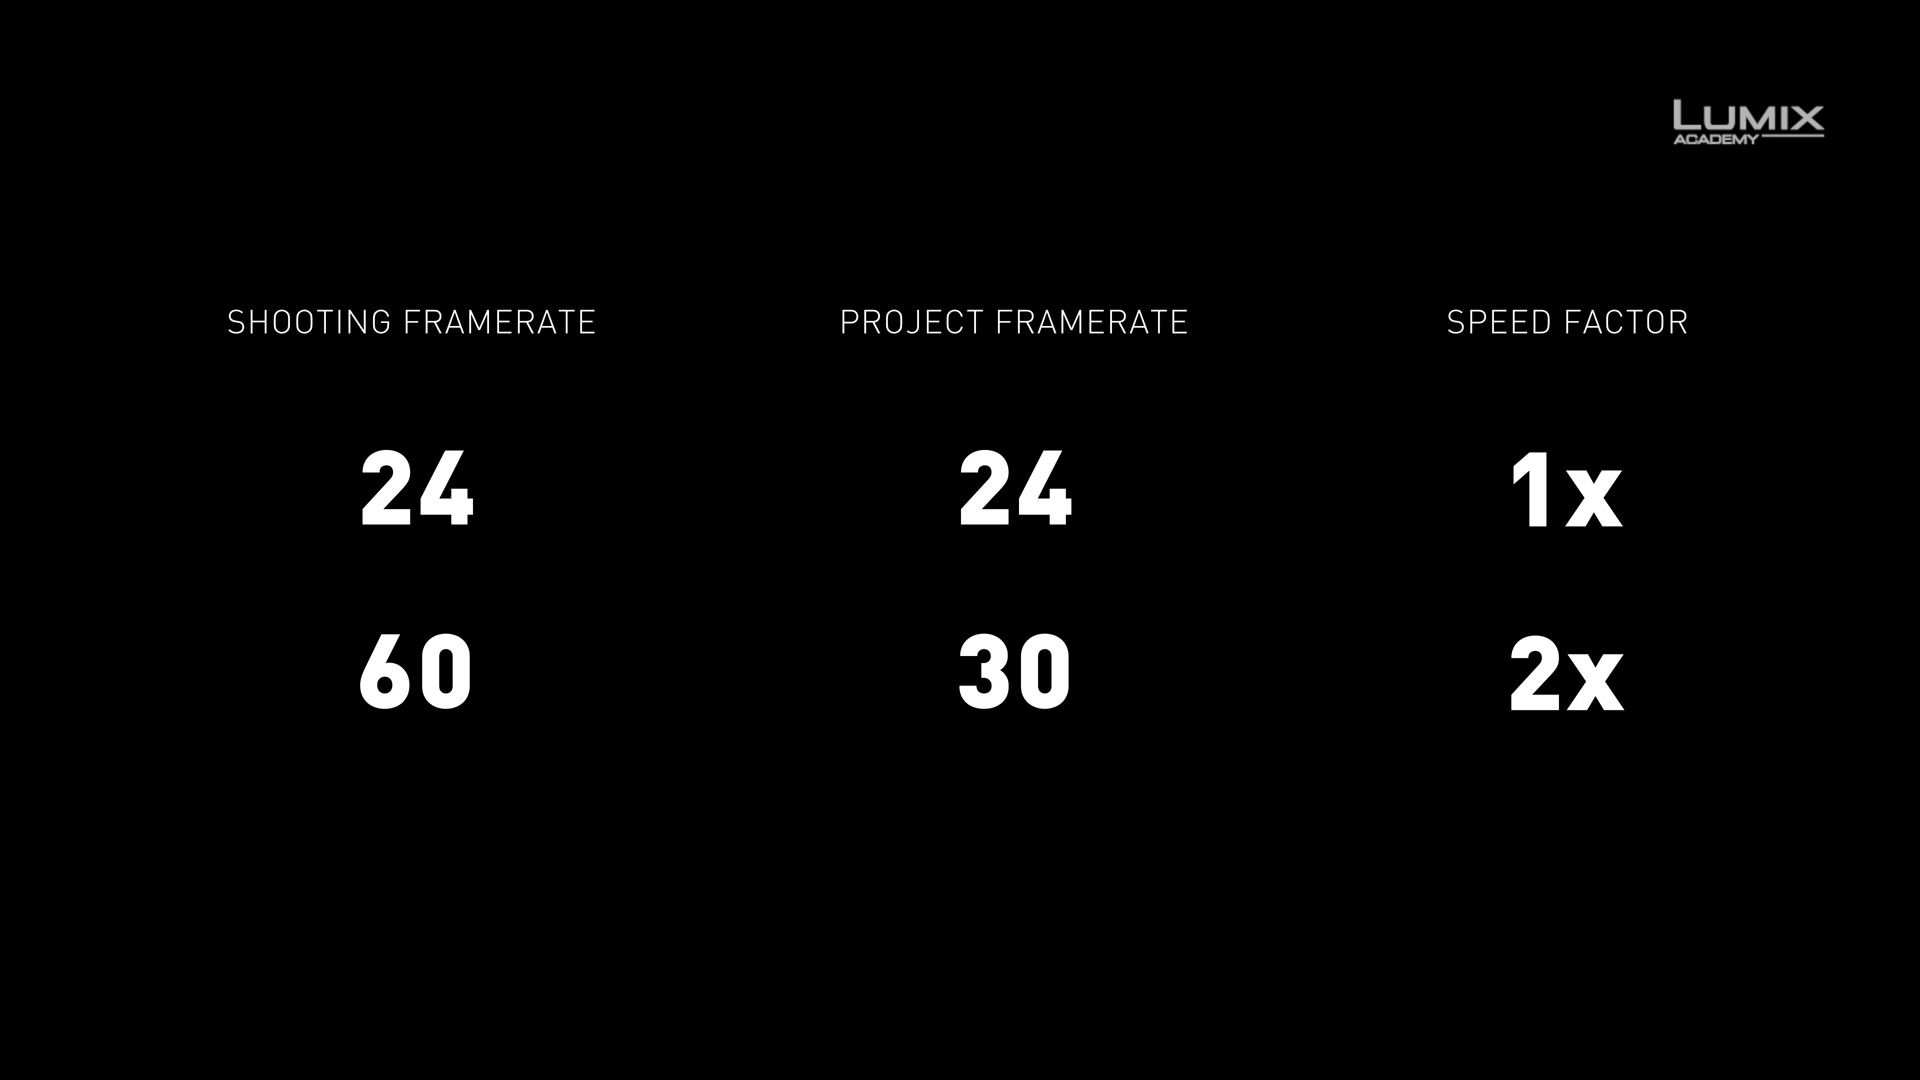 LUMIX
ACADEMY
SHOOTING FRAMERATE PROJECT FRAMERATE SPEED FACTOR
24 24 1x
60 30 2x